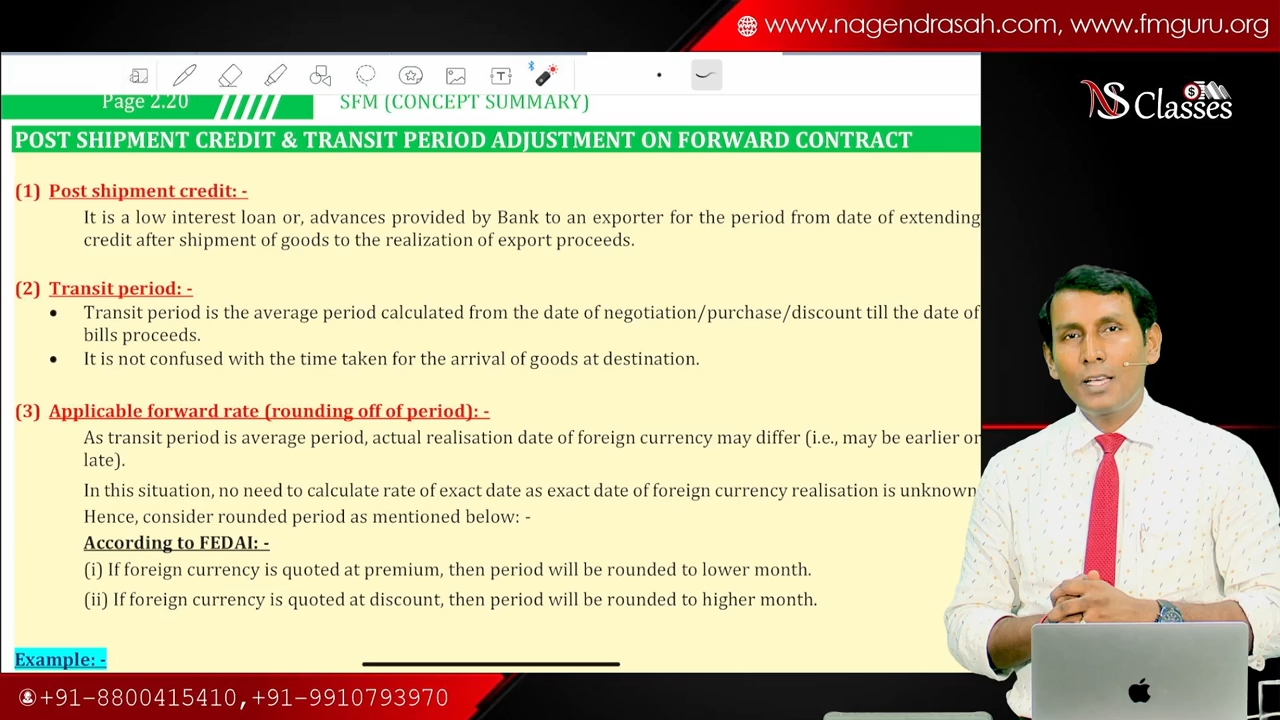 www.nagendrasah.com, www.fmguru.org
Page 2.20
SFM (CONCEPT SUMMARY)
NS Classes
POST SHIPMENT CREDIT & TRANSIT PERIOD ADJUSTMENT ON FORWARD CONTRACT
(1) Post shipment credit: -
It is a low interest loan or, advances provided by Bank to an exporter for the period from date of extending
credit after shipment of goods to the realization of export proceeds.
(2) Transit period: -
• Transit period is the average period calculated from the date of negotiation/purchase/discount till the date of
bills proceeds.
• It is not confused with the time taken for the arrival of goods at destination.
(3) Applicable forward rate (rounding off of period): -
As transit period is average period, actual realisation date of foreign currency may differ (i.e., may be earlier or
late).
In this situation, no need to calculate rate of exact date as exact date of foreign currency realisation is unknown
Hence, consider rounded period as mentioned below: -
According to FEDAI: -
(i) If foreign currency is quoted at premium, then period will be rounded to lower month.
(ii) If foreign currency is quoted at discount, then period will be rounded to higher month.
Example: -
+91-8800415410,+91-9910793970